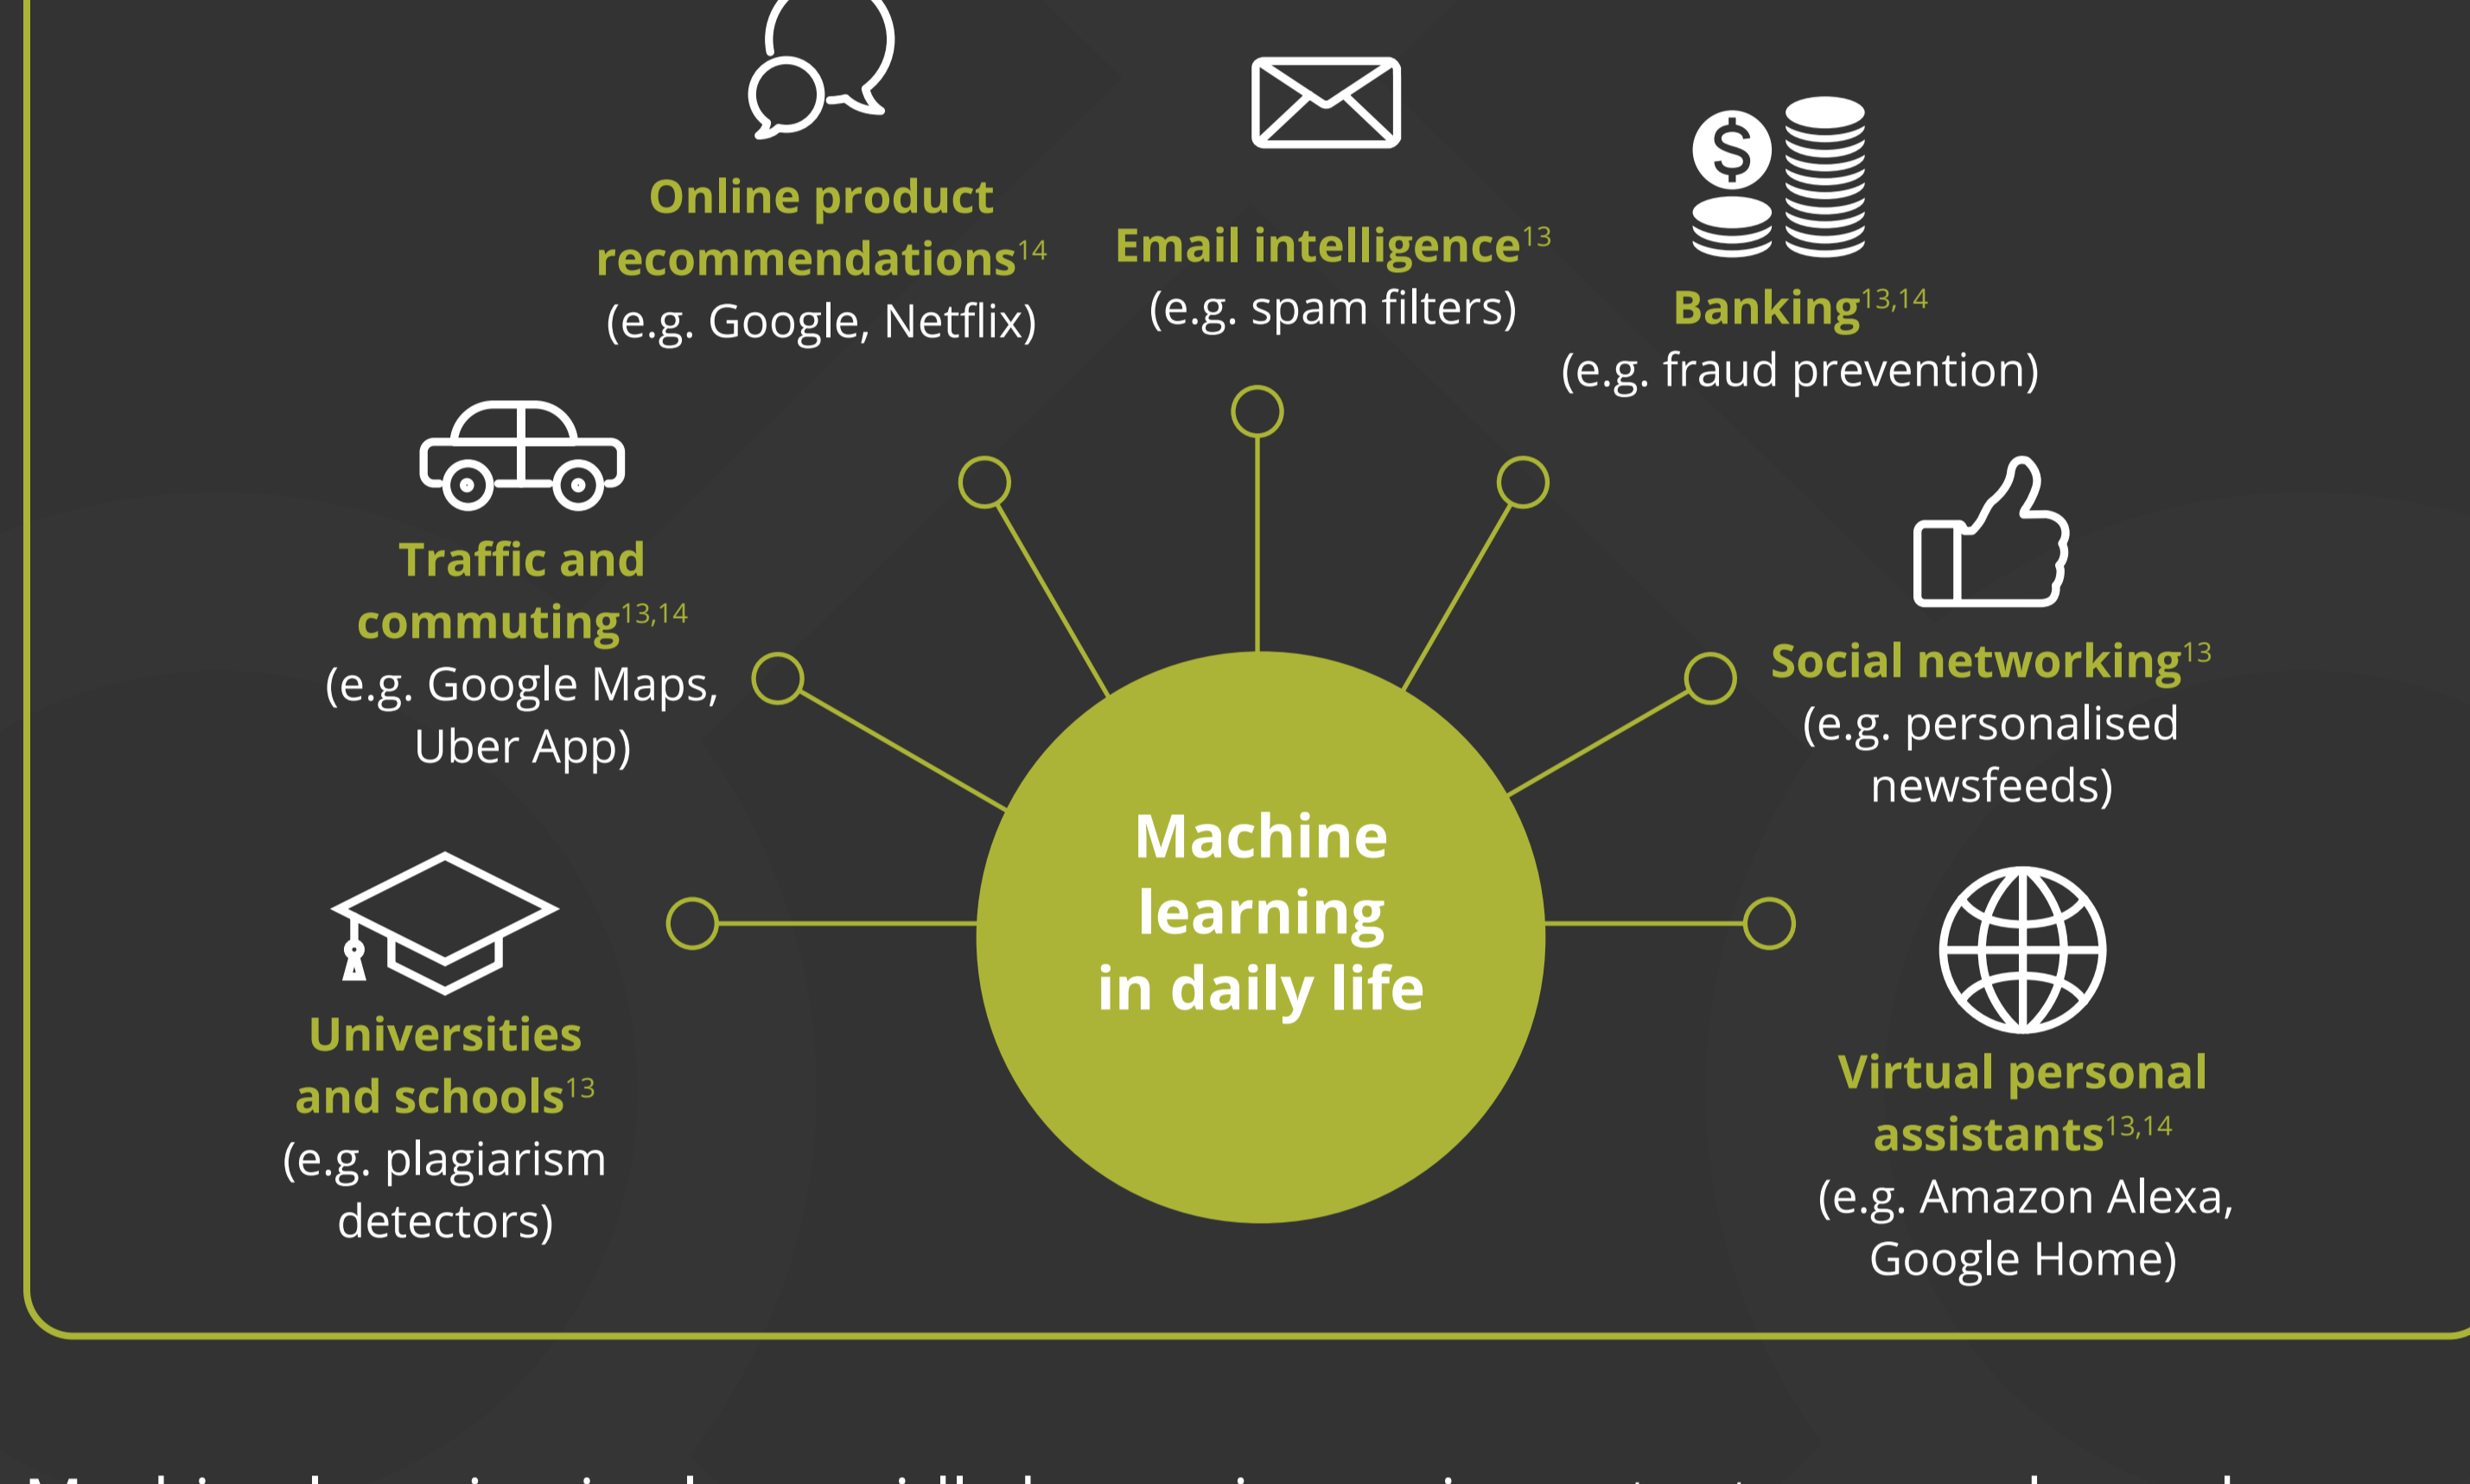 Online product
recommendations14
(e.g. Google, Netflix)
Email intelligence13
(e.g. spam fillters)
Banking13,14
(e.g. fraud prevention)
Traffic and
commuting13,14
(e.g. Google Maps,
Uber App)
Social networking13
(e.g. personalised
newsfeeds)
Machine
learning
in daily life
Universities
and schools13
(e.g. plagiarism
detectors)
Virtual personal
assistants13,14
(e.g. Amazon Alexa,
Google Home)